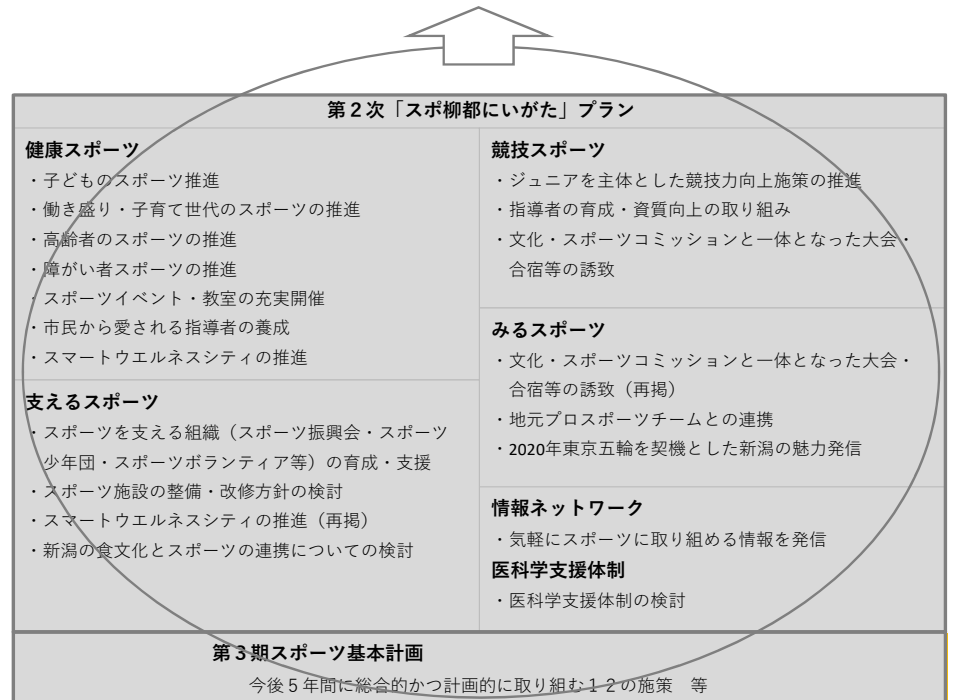 第２次「スポ柳都にいがた」プラン
健康スポーツ
・子どものスポーツ推進
・働き盛り・子育て世代のスポーツの推進
・高齢者のスポーツの推進
・障がい者スポーツの推進
・スポーツイベント・教室の充実開催
・市民から愛される指導者の養成
・スマートウエルネスシティの推進
支えるスポーツ
・スポーツを支える組織（スポーツ振興会・スポーツ
少年団・スポーツボランティア等）の育成・支援
・スポーツ施設の整備・改修方針の検討
・スマートウエルネスシティの推進（再掲）
・新潟の食文化とスポーツの連携についての検討
競技スポーツ
・ジュニアを主体とした競技力向上施策の推進
・指導者の育成・資質向上の取り組み
・文化・スポーツコミッションと一体となった大会・
合宿等の誘致
みるスポーツ
・文化・スポーツコミッションと一体となった大会・
合宿等の誘致（再掲）
・地元プロスポーツチームとの連携
・2020年東京五輪を契機とした新潟の魅力発信
情報ネットワーク
・気軽にスポーツに取り組める情報を発信
医科学支援体制
・医科学支援体制の検討
第３期スポーツ基本計画
今後５年間に総合的かつ計画的に取り組む１２の施策　等